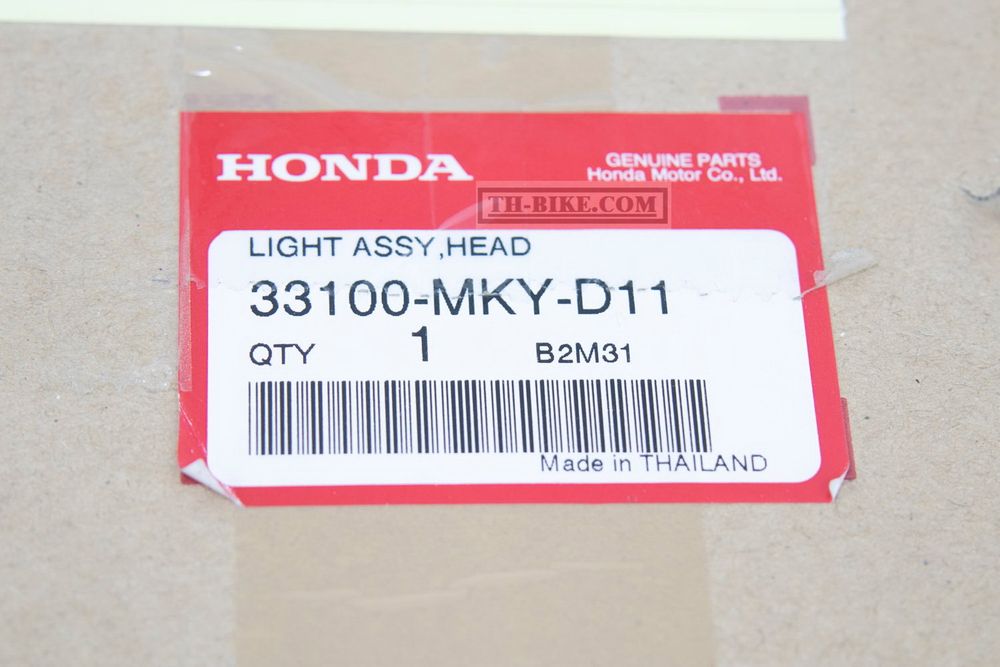 HONDA
GENUINE PARTS
Honda Motor Co., Ltd.
TH-BIKE.COM
LIGHT ASSY,HEAD
33100-MKY-D11
QTY 1 B2M31
Made in THAILAND